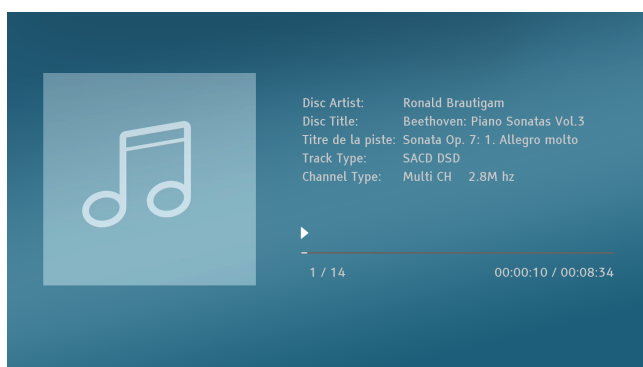 Disc Artist: Ronald Brautigam
Disc Title: Beethoven: Piano Sonatas Vol.3
Titre de la piste: Sonata Op. 7: 1. Allegro molto
Track Type: SACD DSD
Channel Type: Multi CH 2.8M hz
1 / 14 00:00:10 / 00:08:34